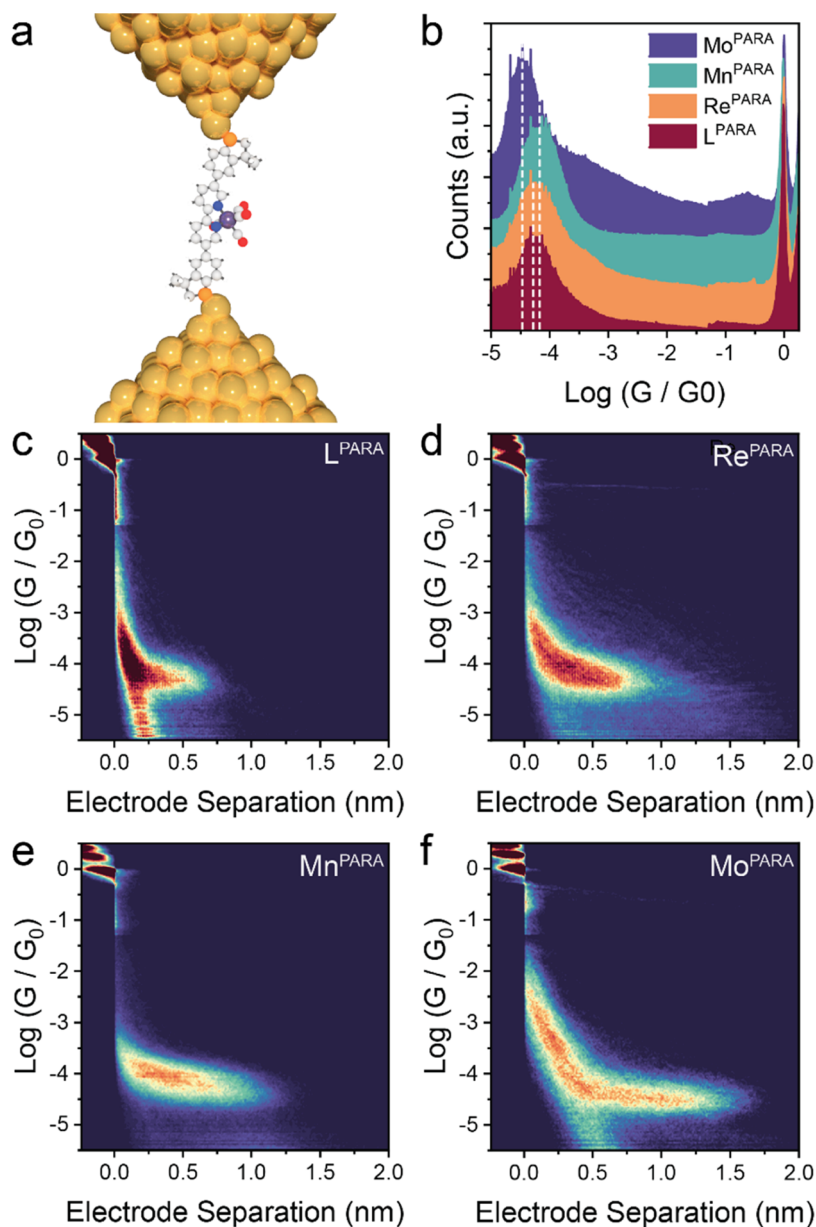 a
b
Mo^PARA
Mn^PARA
Re^PARA
L^PARA
Counts (a.u.)
-5 -4 -3 -2 -1 0
Log (G / G0)
c
L^PARA
Log (G / G₀)
0
-1
-2
-3
-4
-5
0.0 0.5 1.0 1.5 2.0
Electrode Separation (nm)
d
Re^PARA
Log (G / G₀)
0
-1
-2
-3
-4
-5
0.0 0.5 1.0 1.5 2.0
Electrode Separation (nm)
e
Mn^PARA
Log (G / G₀)
0
-1
-2
-3
-4
-5
0.0 0.5 1.0 1.5 2.0
Electrode Separation (nm)
f
Mo^PARA
Log (G / G₀)
0
-1
-2
-3
-4
-5
0.0 0.5 1.0 1.5 2.0
Electrode Separation (nm)